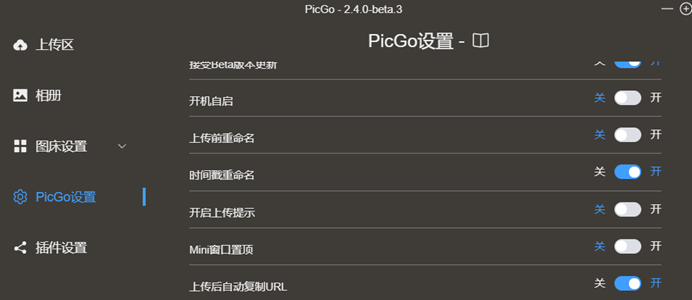 PicGo - 2.4.0-beta.3
PicGo设置 -
上传区
相册
图床设置
PicGo设置
插件设置
接受Beta版本更新 关 开
开机自启 关 开
上传前重命名 关 开
时间戳重命名 关 开
开启上传提示 关 开
Mini窗口置顶 关 开
上传后自动复制URL 关 开